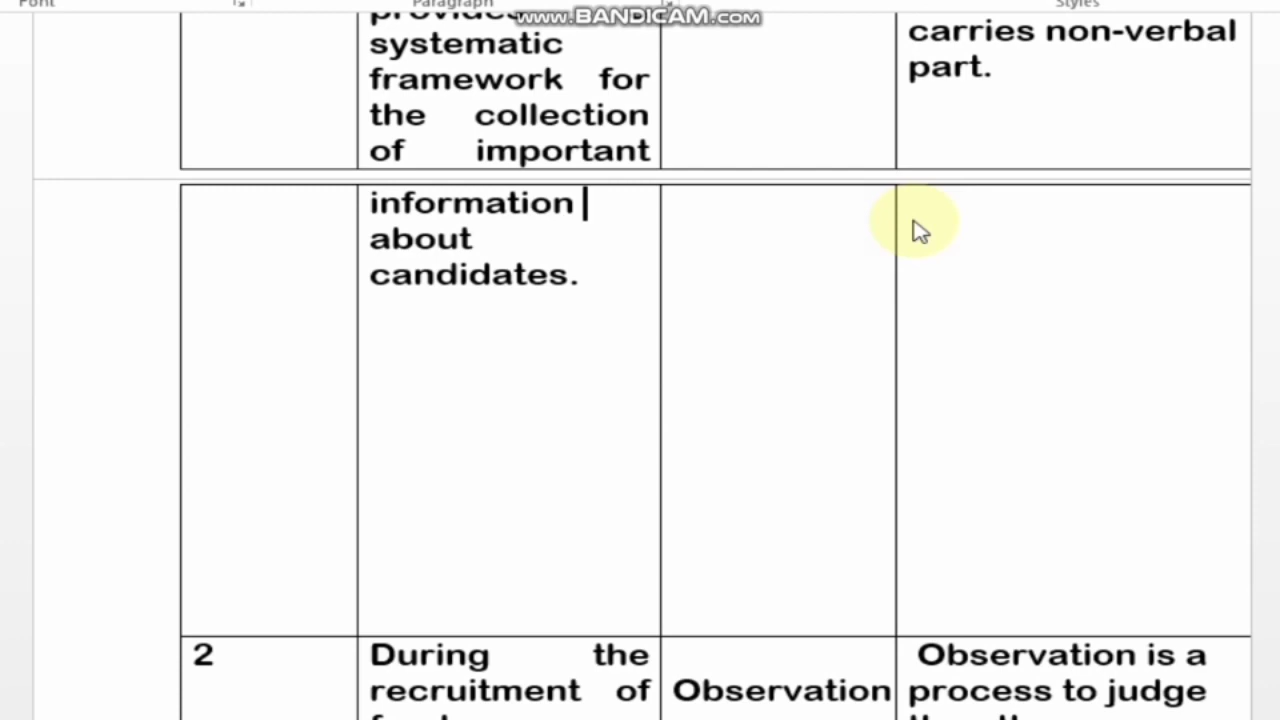 Font Paragraph Styles
www.BANDICAM.com
provides
systematic
framework for
the collection
of important
carries non-verbal
part.
information
about
candidates.
2
During the
recruitment of
Observation
Observation is a
process to judge